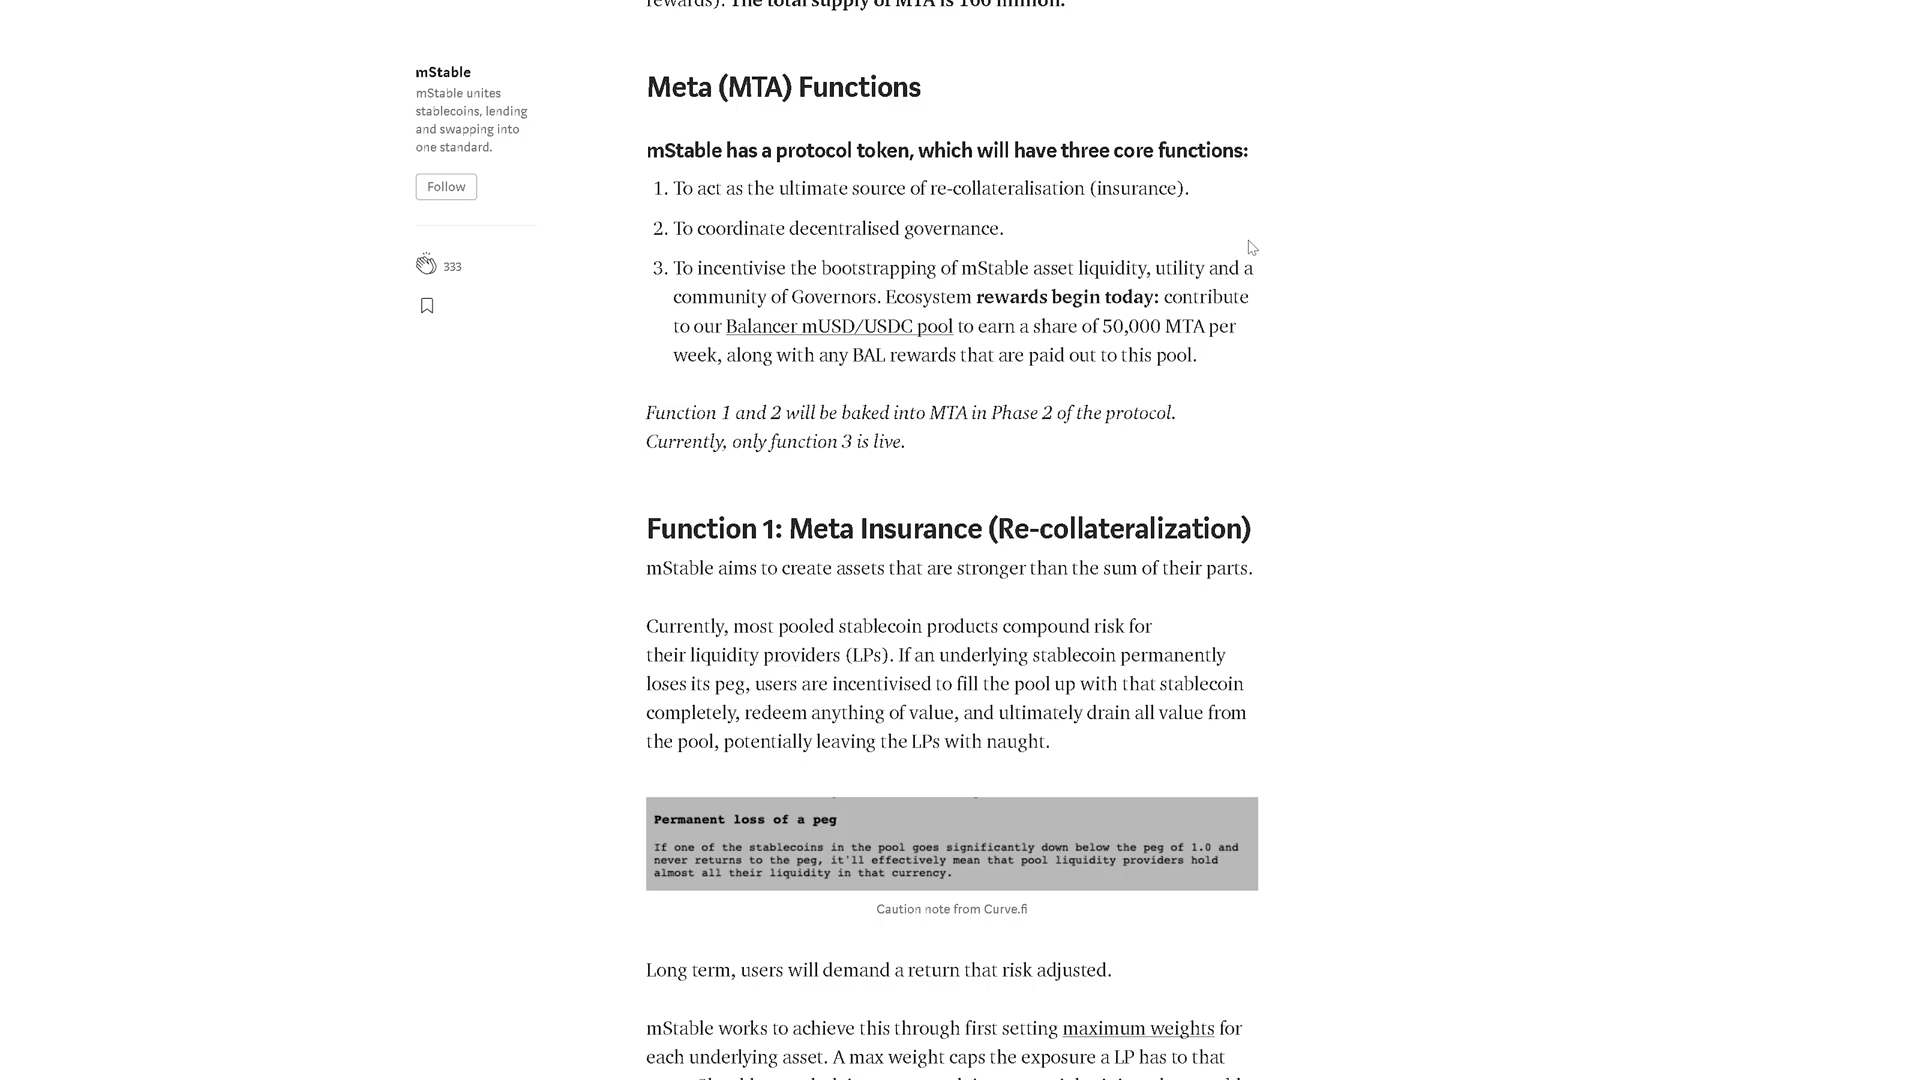 rewards). The total supply of MTA is 100 million.
mStable
mStable unites
stablecoins, lending
and swapping into
one standard.
Follow
333
Meta (MTA) Functions
mStable has a protocol token, which will have three core functions:
1. To act as the ultimate source of re-collateralisation (insurance).
2. To coordinate decentralised governance.
3. To incentivise the bootstrapping of mStable asset liquidity, utility and a
community of Governors. Ecosystem rewards begin today: contribute
to our Balancer mUSD/USDC pool to earn a share of 50,000 MTA per
week, along with any BAL rewards that are paid out to this pool.
Function 1 and 2 will be baked into MTA in Phase 2 of the protocol.
Currently, only function 3 is live.
Function 1: Meta Insurance (Re-collateralization)
mStable aims to create assets that are stronger than the sum of their parts.
Currently, most pooled stablecoin products compound risk for
their liquidity providers (LPs). If an underlying stablecoin permanently
loses its peg, users are incentivised to fill the pool up with that stablecoin
completely, redeem anything of value, and ultimately drain all value from
the pool, potentially leaving the LPs with naught.
Permanent loss of a peg
If one of the stablecoins in the pool goes significantly down below the peg of 1.0 and
never returns to the peg, it'll effectively mean that pool liquidity providers hold
almost all their liquidity in that currency.
Caution note from Curve.fi
Long term, users will demand a return that risk adjusted.
mStable works to achieve this through first setting maximum weights for
each underlying asset. A max weight caps the exposure a LP has to that